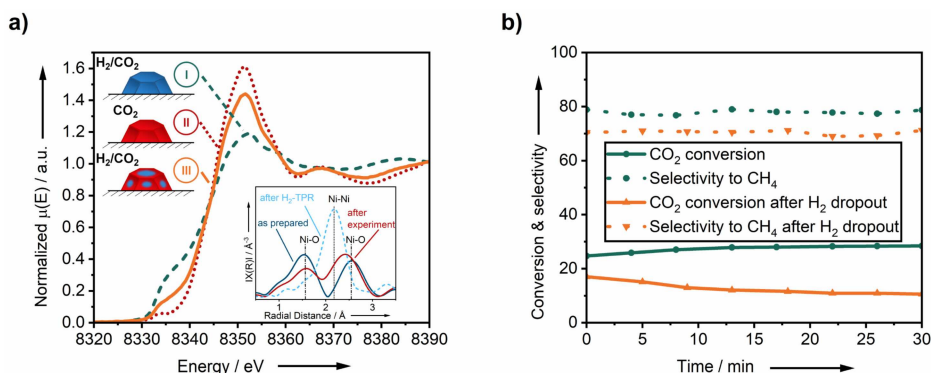 a)
Normalized μ(E) / a.u.
1.6
1.4
1.2
1.0
0.8
0.6
0.4
0.2
0.0
8320 8330 8340 8350 8360 8370 8380 8390
Energy / eV
H₂/CO₂
I
CO₂
II
H₂/CO₂
III
after H₂-TPR
Ni-Ni
as prepared
after
experiment
Ni-O
Ni-O
|X(R)| / Å⁻³
1 2 3
Radial Distance / Å
b)
Conversion & selectivity
100
80
60
40
20
0
0 5 10 15 20 25 30
Time / min
CO₂ conversion
Selectivity to CH₄
CO₂ conversion after H₂ dropout
Selectivity to CH₄ after H₂ dropout